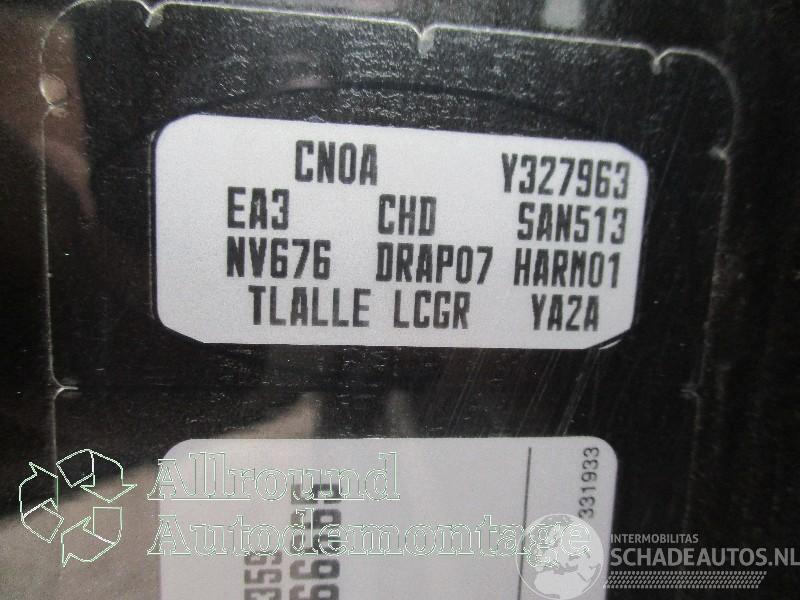 CNOA Y327963
EA3 CHD SAN513
NV676 DRAP07 HARM01
TLALLE LCGR YA2A
331933
Allround
Autodemontage
INTERMOBILITAS
SCHADEAUTOS.NL